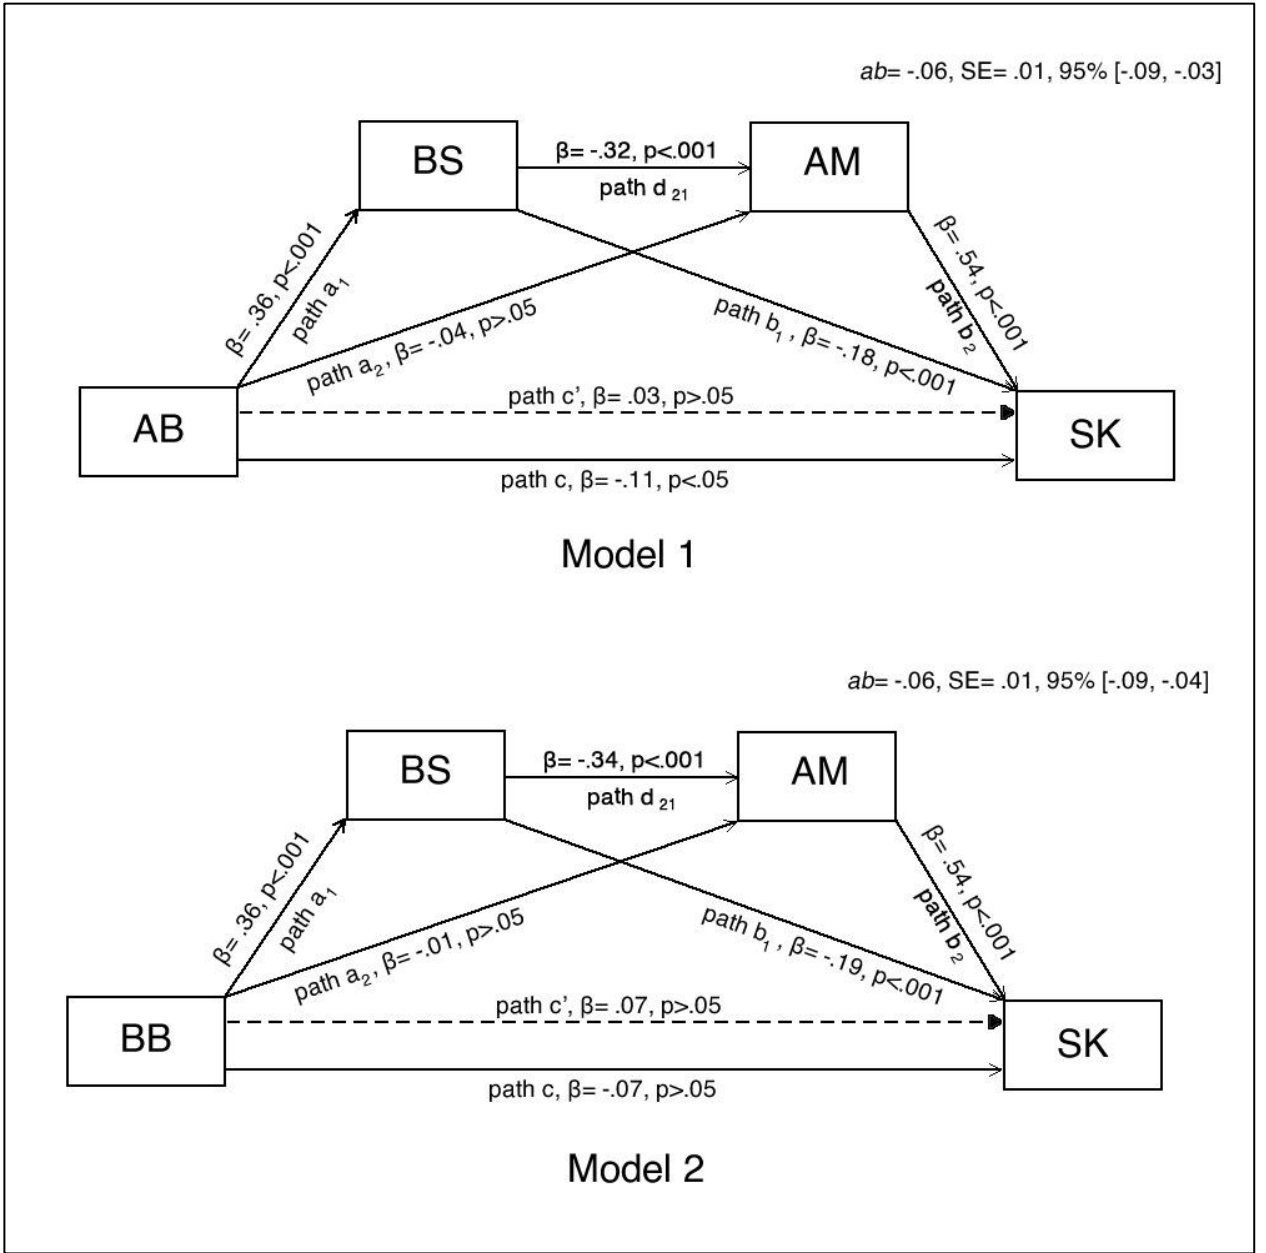 ab= -.06, SE= .01, 95% [-.09, -.03]
BS
β= -.32, p<.001
path d 21
AM
β= .36, p<.001
path a1
path a2, β= -.04, p>.05
path b1 , β= -.18, p<.001
β= .54, p<.001
path b2
AB
path c’, β= .03, p>.05
path c, β= -.11, p<.05
SK
Model 1
ab= -.06, SE= .01, 95% [-.09, -.04]
BS
β= -.34, p<.001
path d 21
AM
β= .36, p<.001
path a1
path a2, β= -.01, p>.05
path b1 , β= -.19, p<.001
β= .54, p<.001
path b2
BB
path c’, β= .07, p>.05
path c, β= -.07, p>.05
SK
Model 2